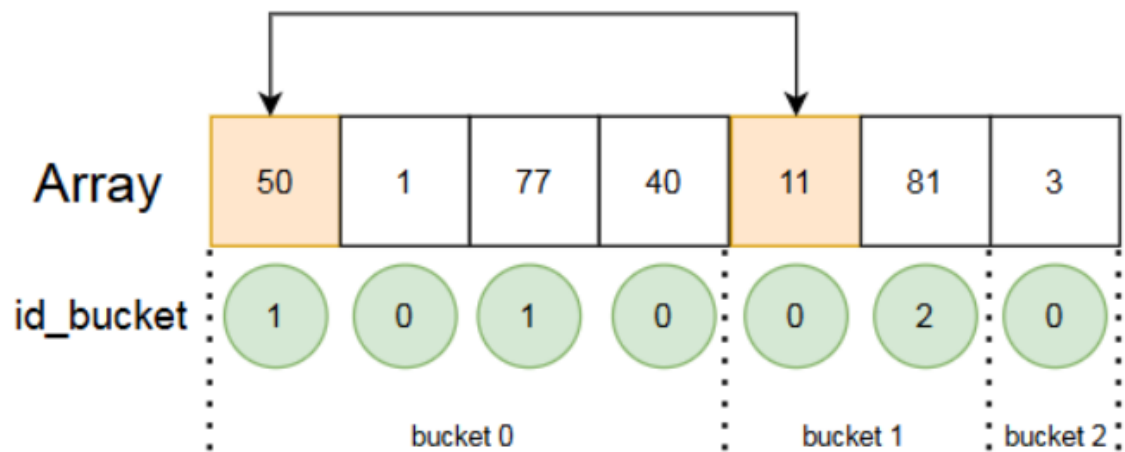 Array 50 1 77 40 11 81 3
id_bucket 1 0 1 0 0 2 0
bucket 0 bucket 1 bucket 2